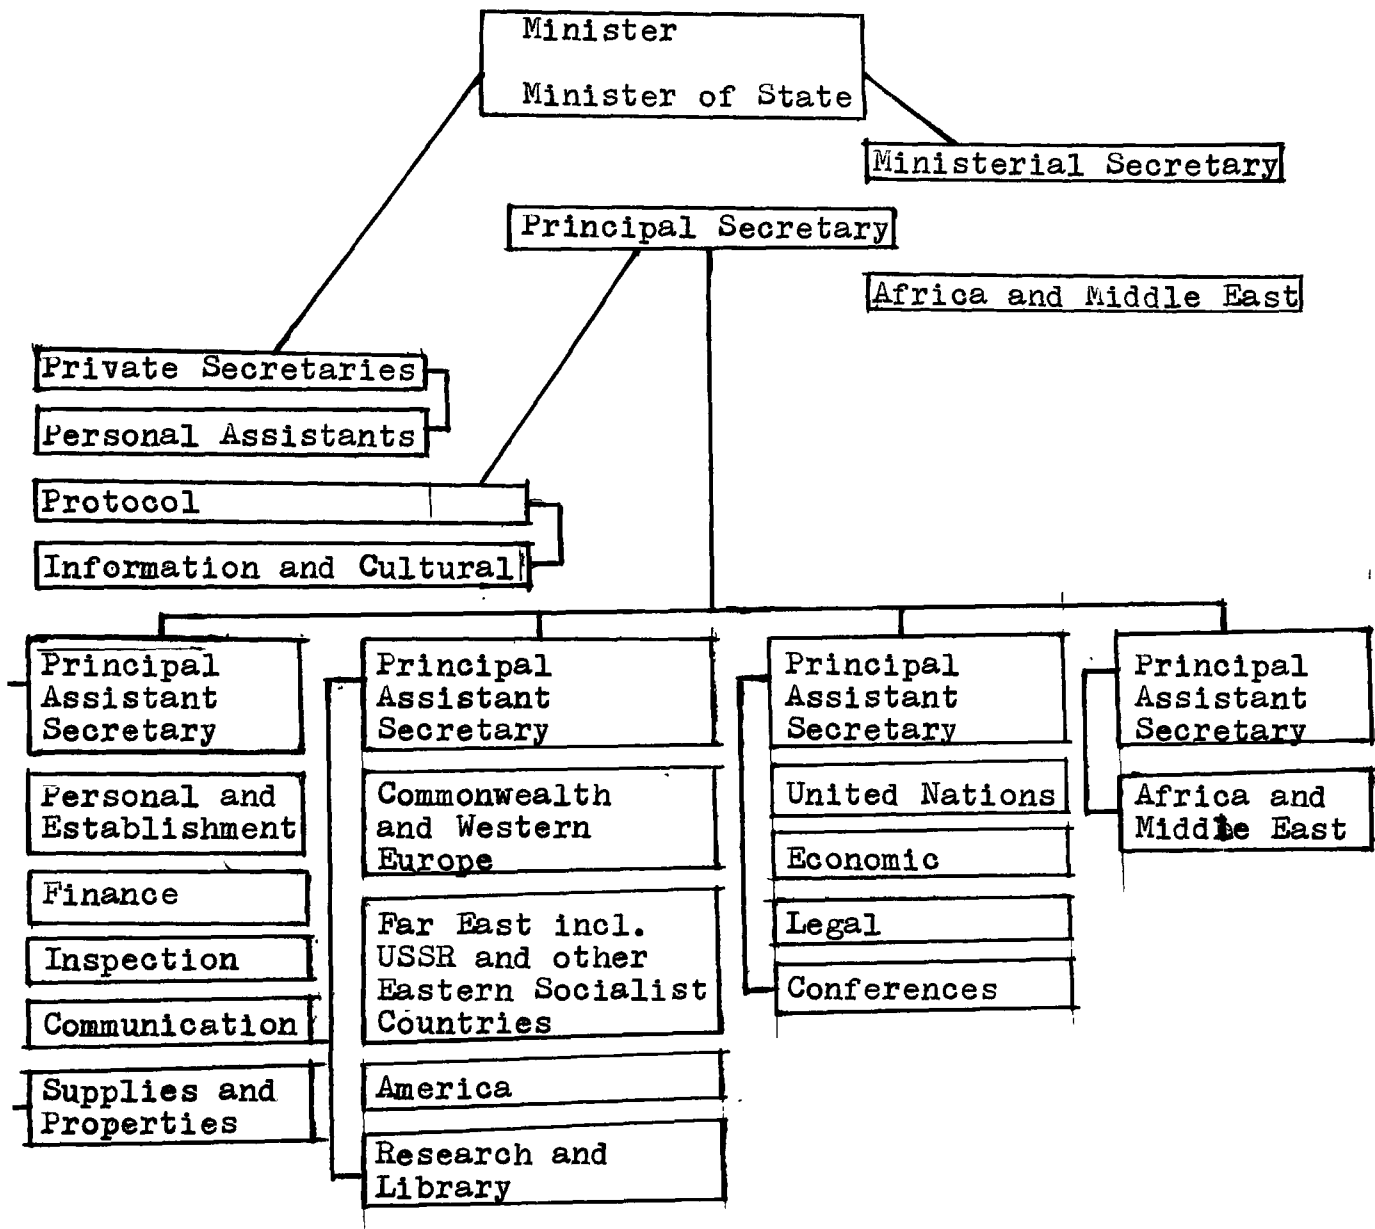 Minister
Minister of State
Ministerial Secretary
Principal Secretary
Africa and Middle East
Private Secretaries
Personal Assistants
Protocol
Information and Cultural
Principal
Assistant
Secretary
Personal and
Establishment
Finance
Inspection
Communication
Supplies and
Properties
Principal
Assistant
Secretary
Commonwealth
and Western
Europe
Far East incl.
USSR and other
Eastern Socialist
Countries
America
Research and
Library
Principal
Assistant
Secretary
United Nations
Economic
Legal
Conferences
Principal
Assistant
Secretary
Africa and
Middle East